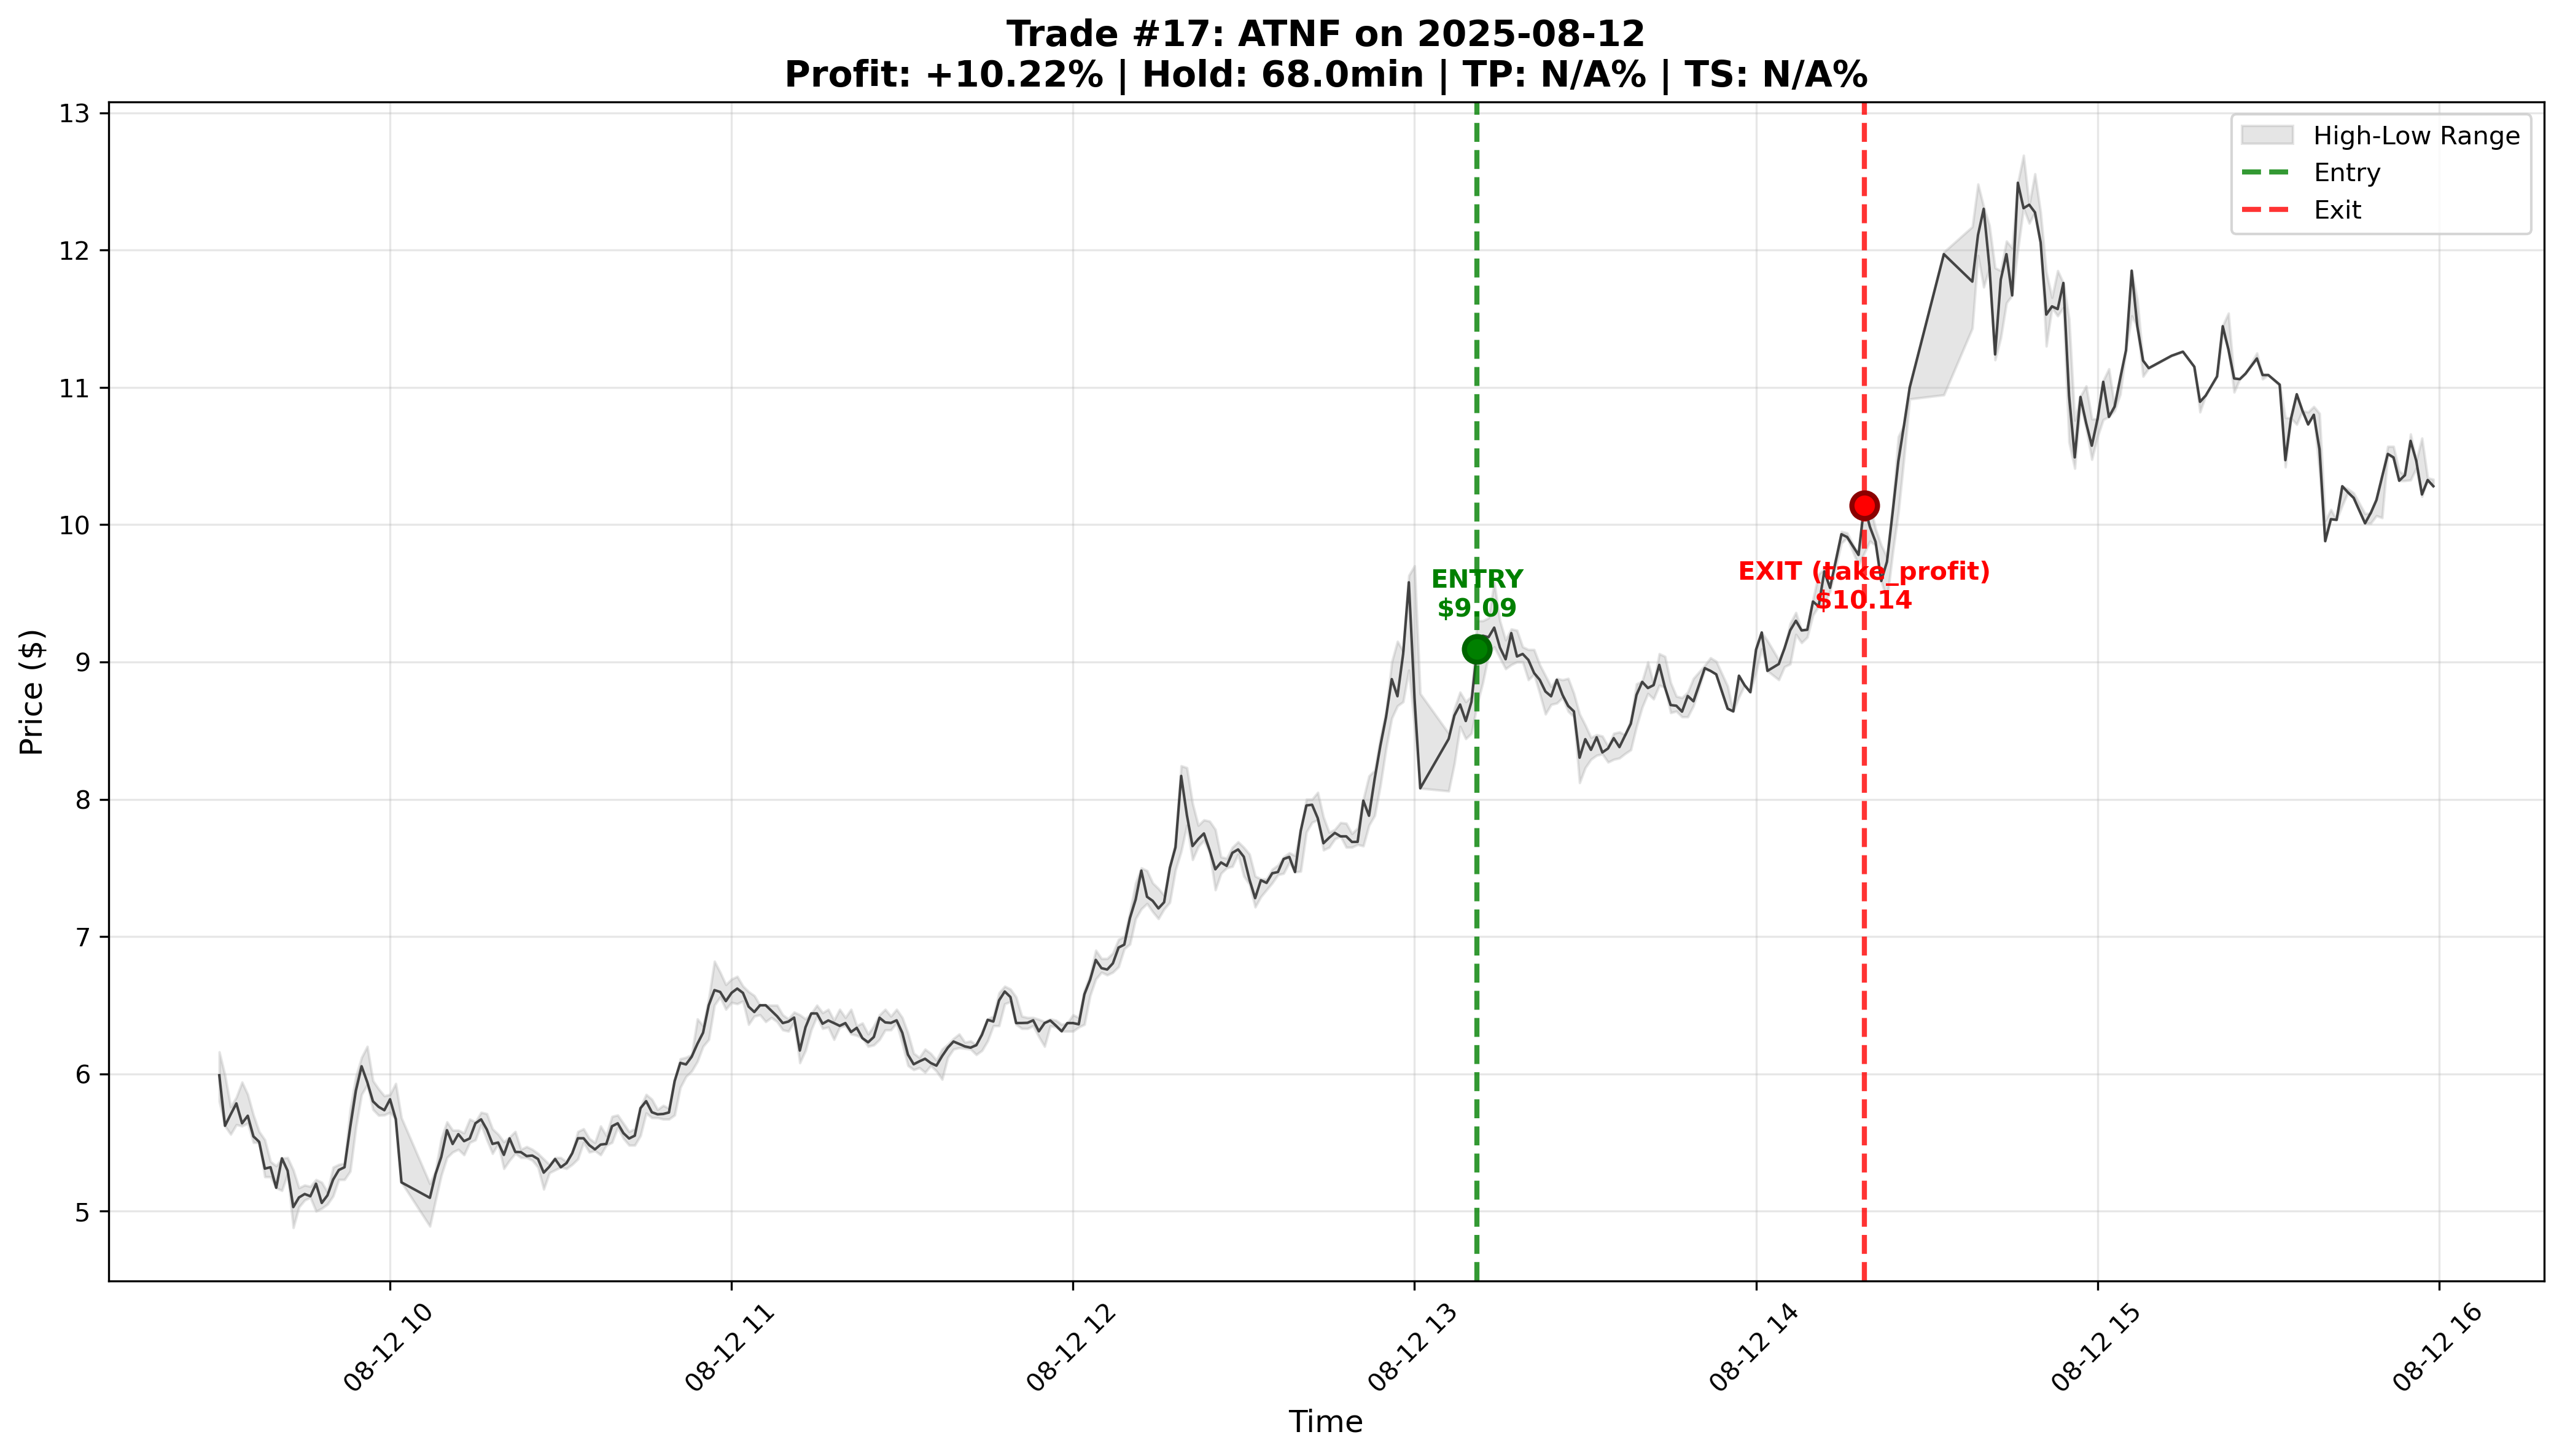 Trade #17: ATNF on 2025-08-12
Profit: +10.22% | Hold: 68.0min | TP: N/A% | TS: N/A%
13
12
11
10
9
8
7
6
5
Price ($)
High-Low Range
Entry
Exit
ENTRY
$9.09
EXIT (take_profit)
$10.14
08-12 10
08-12 11
08-12 12
08-12 13
08-12 14
08-12 15
08-12 16
Time